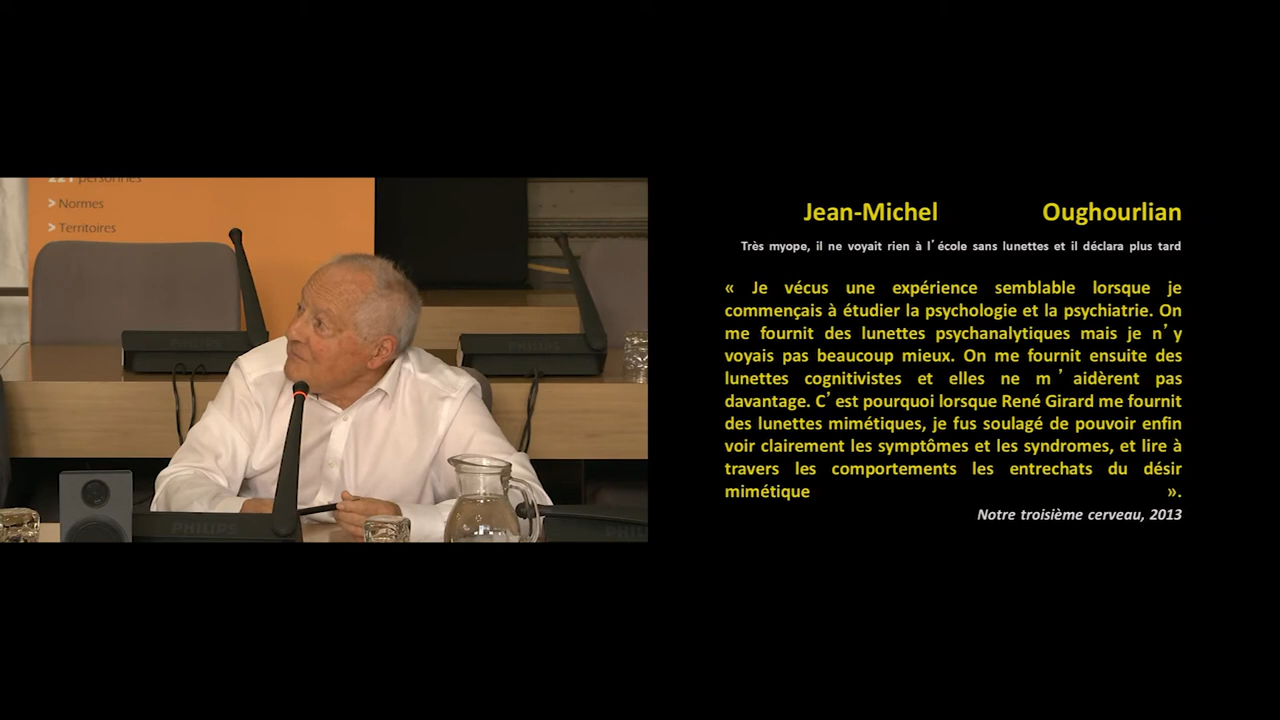 221 personnes
> Normes
> Territoires
PHILIPS
PHILIPS
PHILIPS
PHILIPS
Jean-Michel Oughourlian
Très myope, il ne voyait rien à l’école sans lunettes et il déclara plus tard
« Je vécus une expérience semblable lorsque je
commençais à étudier la psychologie et la psychiatrie. On
me fournit des lunettes psychanalytiques mais je n’y
voyais pas beaucoup mieux. On me fournit ensuite des
lunettes cognitivistes et elles ne m’aidèrent pas
davantage. C’est pourquoi lorsque René Girard me fournit
des lunettes mimétiques, je fus soulagé de pouvoir enfin
voir clairement les symptômes et les syndromes, et lire à
travers les comportements les entrechats du désir
mimétique ».
Notre troisième cerveau, 2013